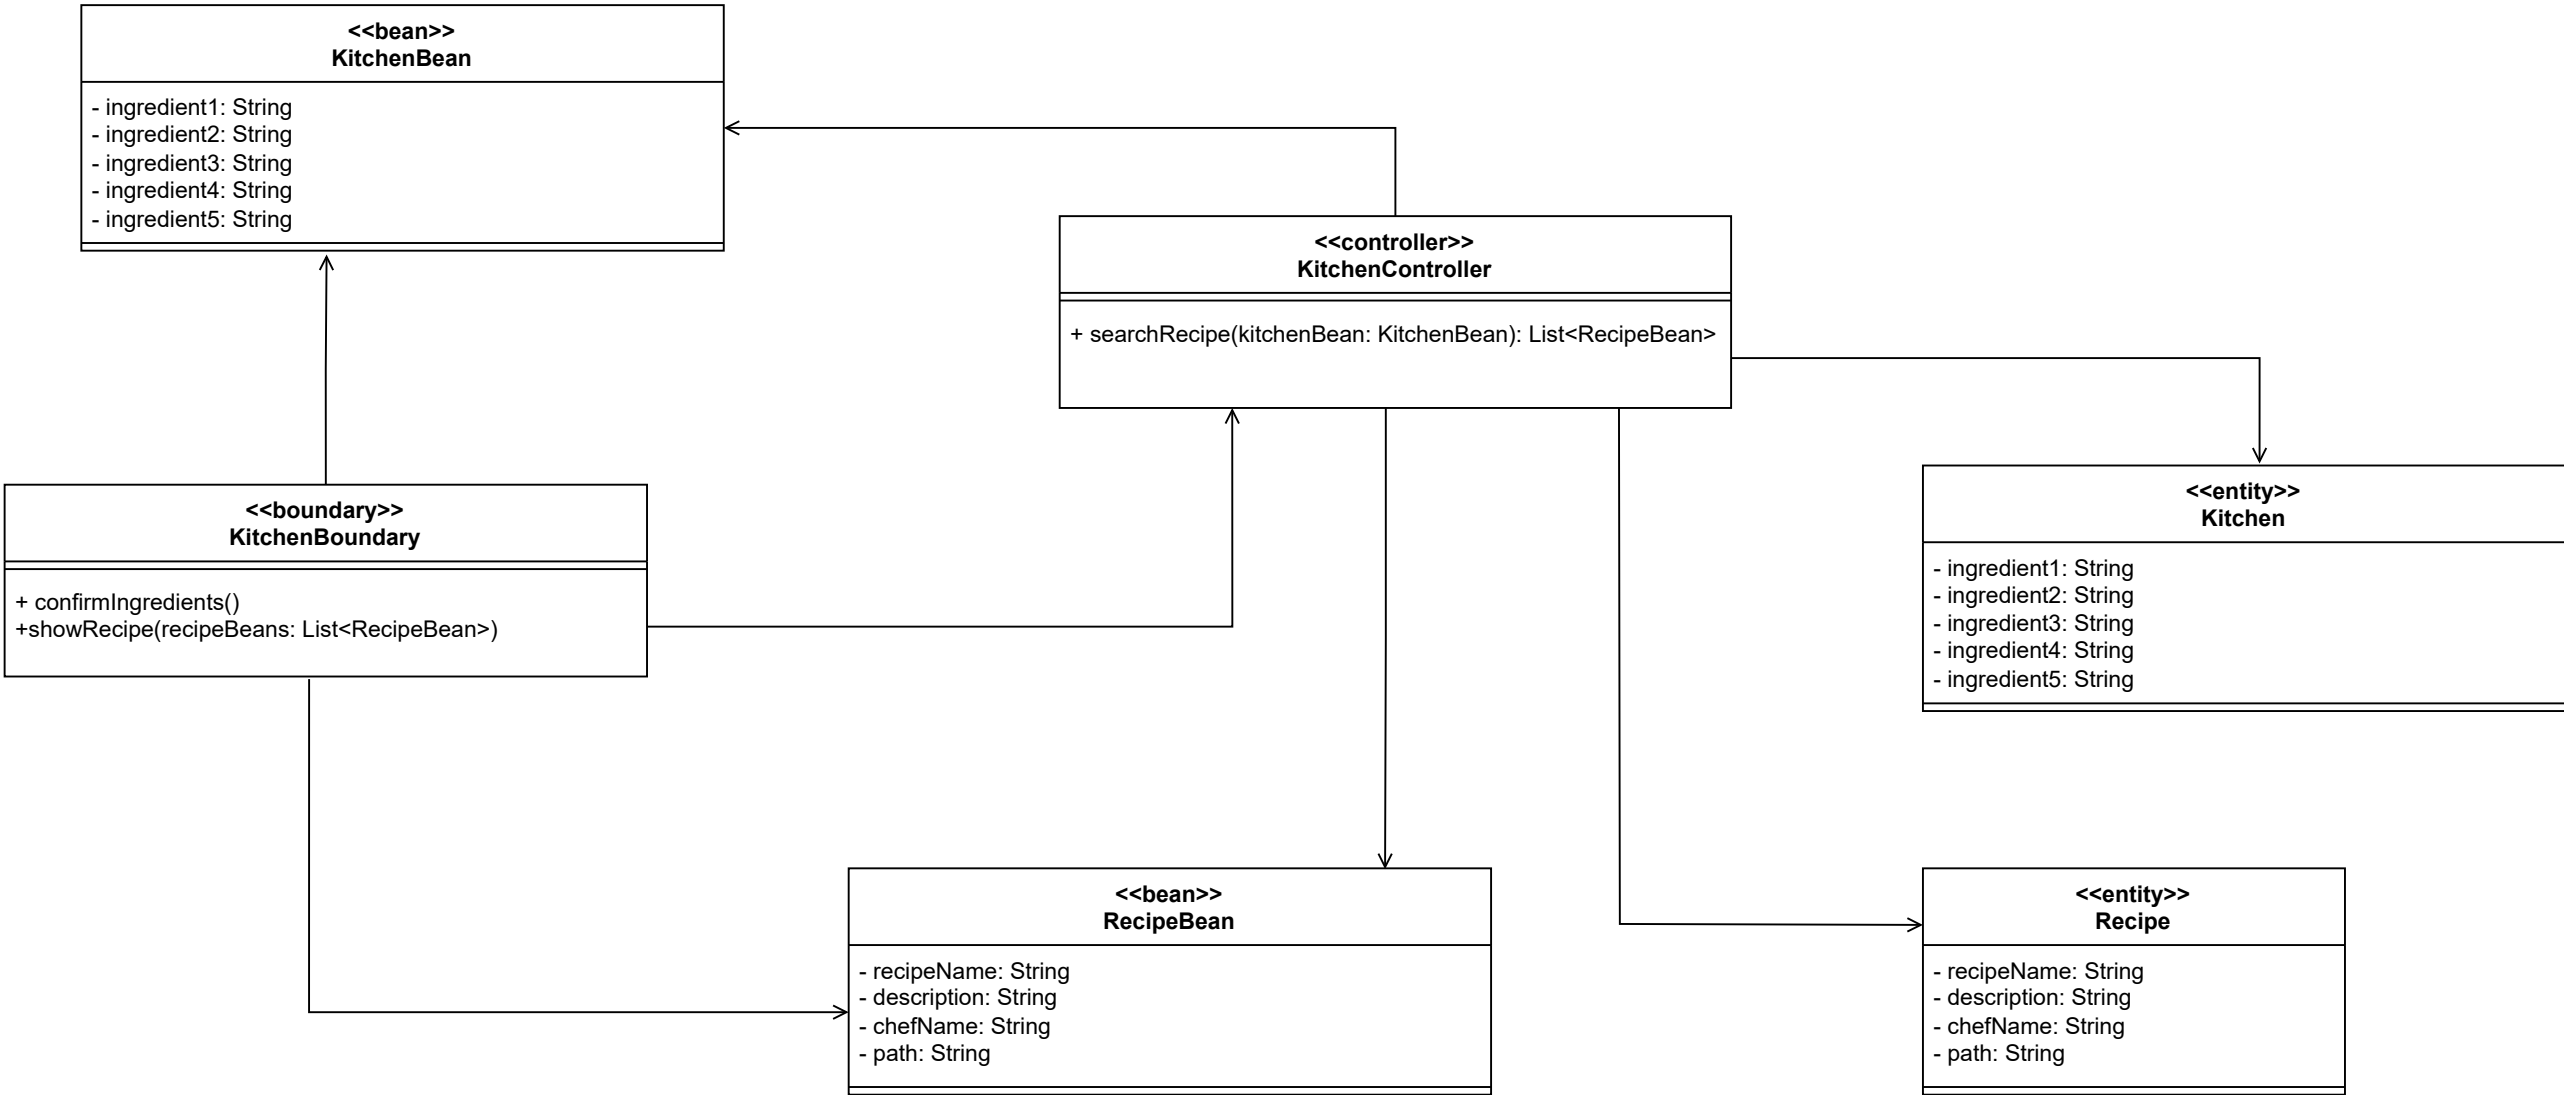 <<bean>>
KitchenBean
- ingredient1: String
- ingredient2: String
- ingredient3: String
- ingredient4: String
- ingredient5: String
<<controller>>
KitchenController
+ searchRecipe(kitchenBean: KitchenBean): List<RecipeBean>
<<boundary>>
KitchenBoundary
+ confirmIngredients()
+showRecipe(recipeBeans: List<RecipeBean>)
<<entity>>
Kitchen
- ingredient1: String
- ingredient2: String
- ingredient3: String
- ingredient4: String
- ingredient5: String
<<bean>>
RecipeBean
- recipeName: String
- description: String
- chefName: String
- path: String
<<entity>>
Recipe
- recipeName: String
- description: String
- chefName: String
- path: String